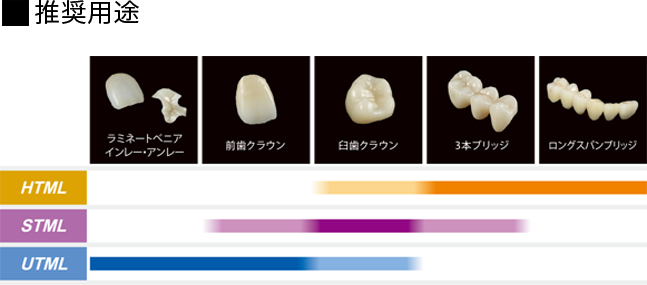 推奨用途
ラミネートベニア
インレー・アンレー
前歯クラウン
臼歯クラウン
3本ブリッジ
ロングスパンブリッジ
HTML
STML
UTML